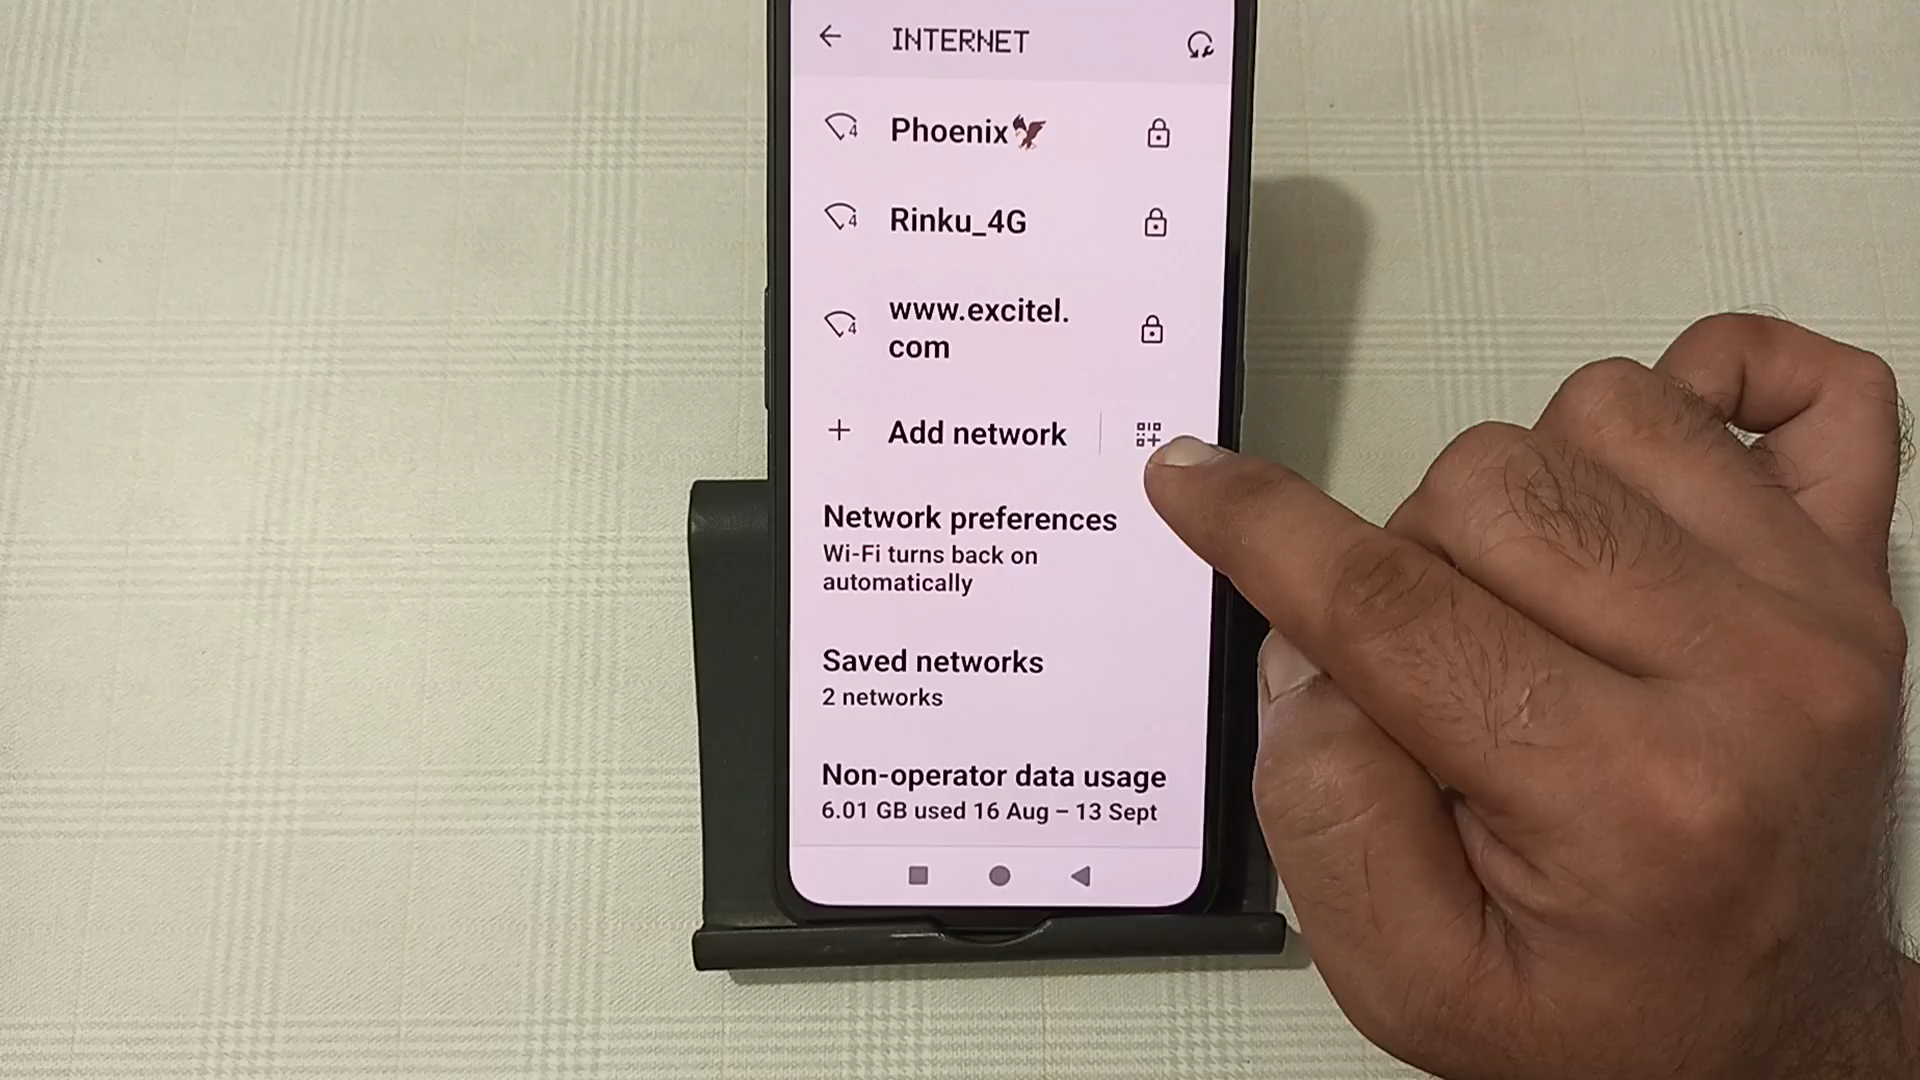 INTERNET
Phoenix🦅
Rinku_4G
www.excitel.
com
Add network
Network preferences
Wi-Fi turns back on
automatically
Saved networks
2 networks
Non-operator data usage
6.01 GB used 16 Aug – 13 Sept